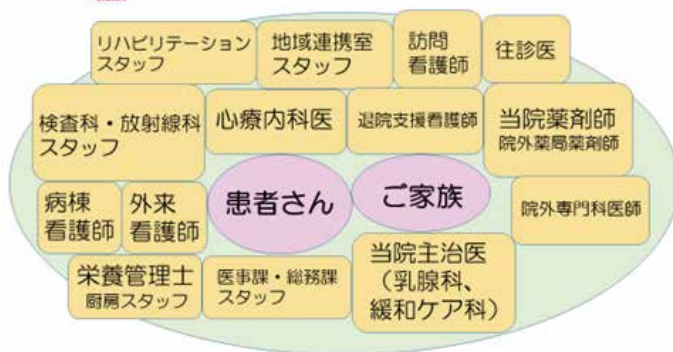 リハビリテーション
スタッフ
地域連携室
スタッフ
訪問
看護師
往診医
検査科・放射線科
スタッフ
心療内科医
退院支援看護師
当院薬剤師
院外薬局薬剤師
病棟
看護師
外来
看護師
患者さん
ご家族
院外専門科医師
栄養管理士
厨房スタッフ
医事課・総務課
スタッフ
当院主治医
（乳腺科、
緩和ケア科）